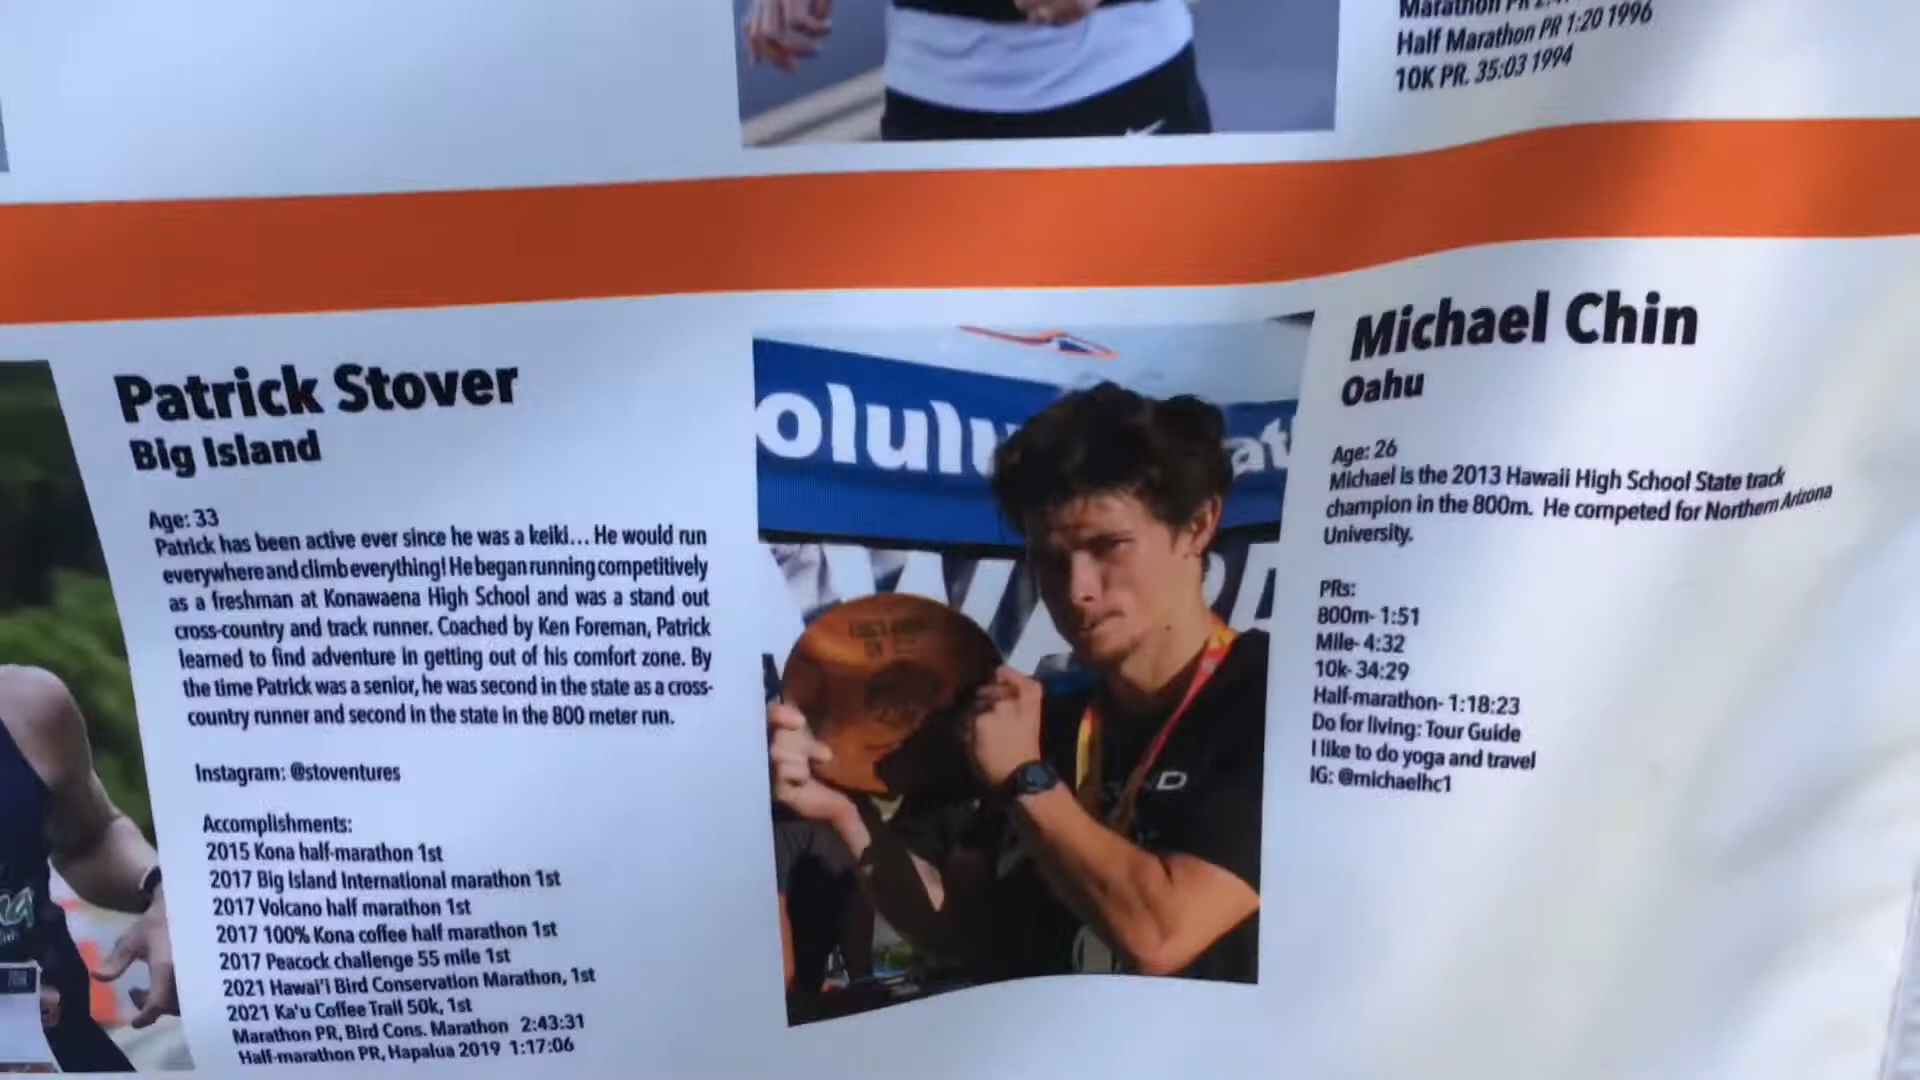 Marathon PR
Half Marathon PR 1:20 1996
10K PR. 35:03 1994
Patrick Stover
Big Island
Age: 33
Patrick has been active ever since he was a keiki... He would run
everywhere and climb everything! He began running competitively
as a freshman at Konawaena High School and was a stand out
cross-country and track runner. Coached by Ken Foreman, Patrick
learned to find adventure in getting out of his comfort zone. By
the time Patrick was a senior, he was second in the state as a cross-
country runner and second in the state in the 800 meter run.
Instagram: @stoventures
Accomplishments:
2015 Kona half-marathon 1st
2017 Big Island International marathon 1st
2017 Volcano half marathon 1st
2017 100% Kona coffee half marathon 1st
2017 Peacock challenge 55 mile 1st
2021 Hawai'i Bird Conservation Marathon, 1st
2021 Ka'u Coffee Trail 50k, 1st
Marathon PR, Bird Cons. Marathon 2:43:31
Half-marathon PR, Hapalua 2019 1:17:06
olulu
at
Michael Chin
Oahu
Age: 26
Michael is the 2013 Hawaii High School State track
champion in the 800m. He competed for Northern Arizona
University.
PRs:
800m- 1:51
Mile- 4:32
10k- 34:29
Half-marathon- 1:18:23
Do for living: Tour Guide
I like to do yoga and travel
IG: @michaelhc1